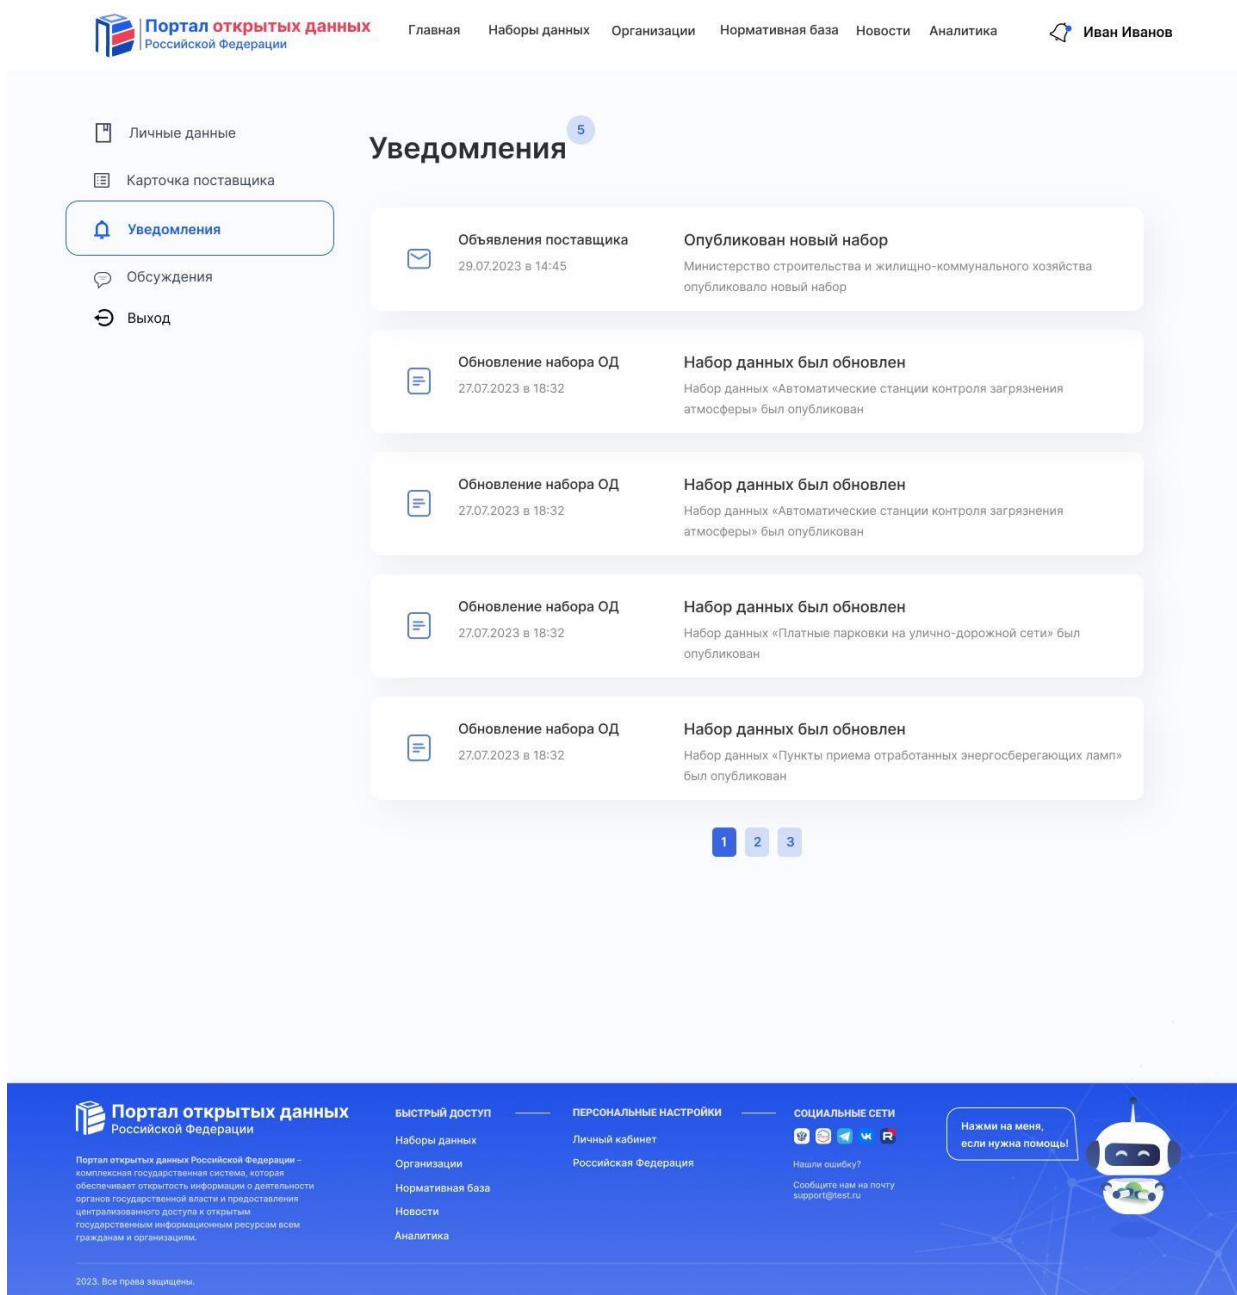 Портал открытых данных
Российской Федерации
Главная
Наборы данных
Организации
Нормативная база
Новости
Аналитика
Иван Иванов
Личные данные
Карточка поставщика
Уведомления
Обсуждения
Выход
Уведомления
5
Объявления поставщика
29.07.2023 в 14:45
Опубликован новый набор
Министерство строительства и жилищно-коммунального хозяйства
опубликовало новый набор
Обновление набора ОД
27.07.2023 в 18:32
Набор данных был обновлен
Набор данных «Автоматические станции контроля загрязнения
атмосферы» был опубликован
Обновление набора ОД
27.07.2023 в 18:32
Набор данных был обновлен
Набор данных «Автоматические станции контроля загрязнения
атмосферы» был опубликован
Обновление набора ОД
27.07.2023 в 18:32
Набор данных был обновлен
Набор данных «Платные парковки на улично-дорожной сети» был
опубликован
Обновление набора ОД
27.07.2023 в 18:32
Набор данных был обновлен
Набор данных «Пункты приема отработанных энергосберегающих ламп»
был опубликован
1 2 3
Портал открытых данных
Российской Федерации
Портал открытых данных Российской Федерации –
комплексная государственная система, которая
обеспечивает открытость информации о деятельности
органов государственной власти и предоставления
централизованного доступа к открытым
государственным информационным ресурсам всем
гражданам и организациям.
БЫСТРЫЙ ДОСТУП
Наборы данных
Организации
Нормативная база
Новости
Аналитика
ПЕРСОНАЛЬНЫЕ НАСТРОЙКИ
Личный кабинет
Российская Федерация
СОЦИАЛЬНЫЕ СЕТИ
Нашли ошибку?
Сообщите нам на почту
support@test.ru
Нажми на меня,
если нужна помощь!
2023. Все права защищены.